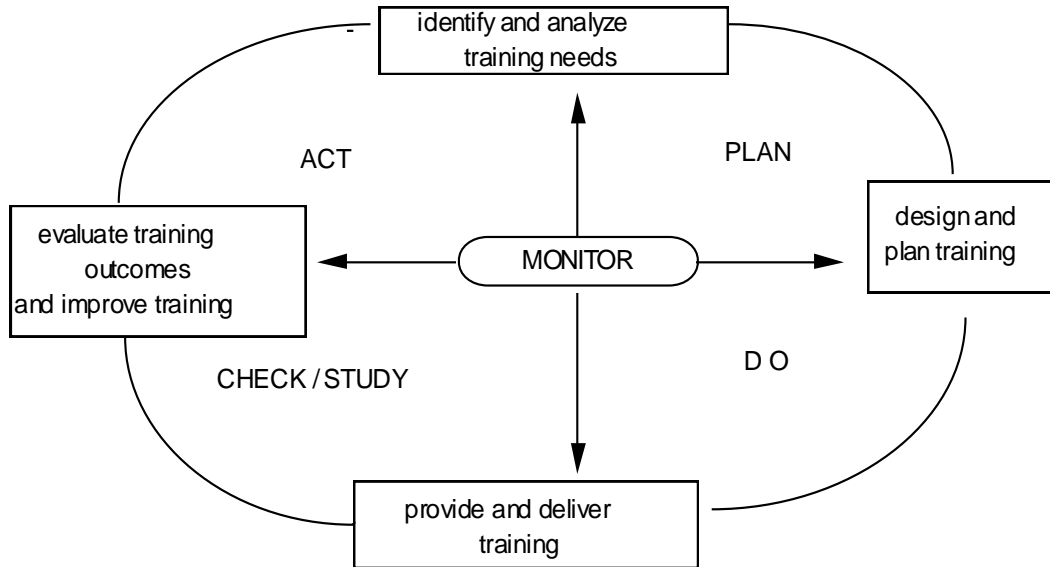 identify and analyze
training needs
ACT
PLAN
evaluate training
outcomes
and improve training
MONITOR
design and
plan training
CHECK / STUDY
D O
provide and deliver
training